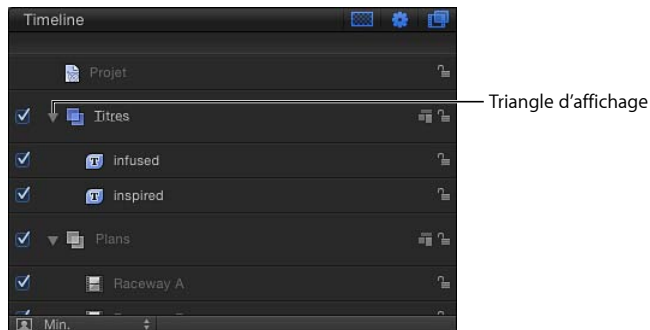 Timeline
Projet
Titres
Triangle d'affichage
infused
inspired
Plans
Raceway A
Min.